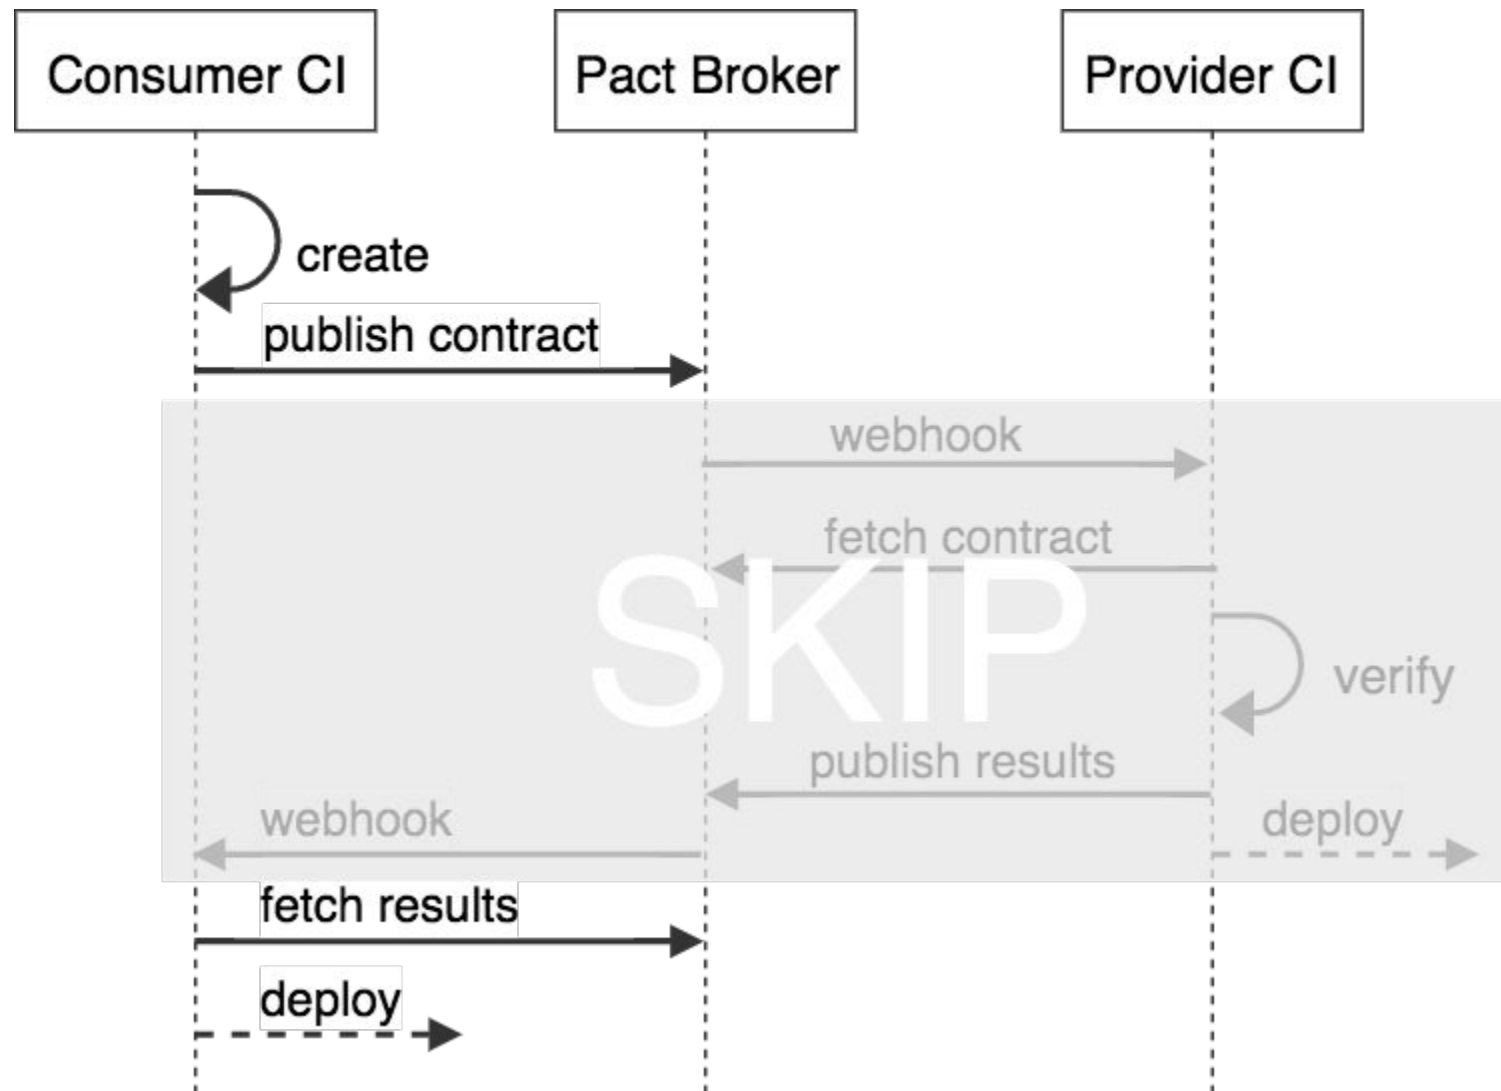 Consumer CI
Pact Broker
Provider CI
create
publish contract
webhook
fetch contract
SKIP
verify
publish results
webhook
deploy
fetch results
deploy